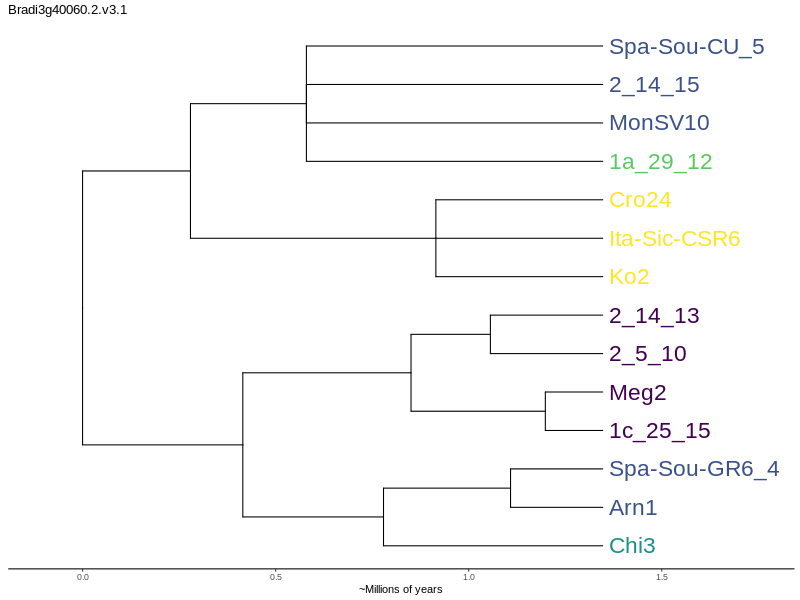 Bradi3g40060.2.v3.1
Spa-Sou-CU_5
2_14_15
MonSV10
1a_29_12
Cro24
Ita-Sic-CSR6
Ko2
2_14_13
2_5_10
Meg2
1c_25_15
Spa-Sou-GR6_4
Arn1
Chi3
0.0 0.5 1.0 1.5
~Millions of years